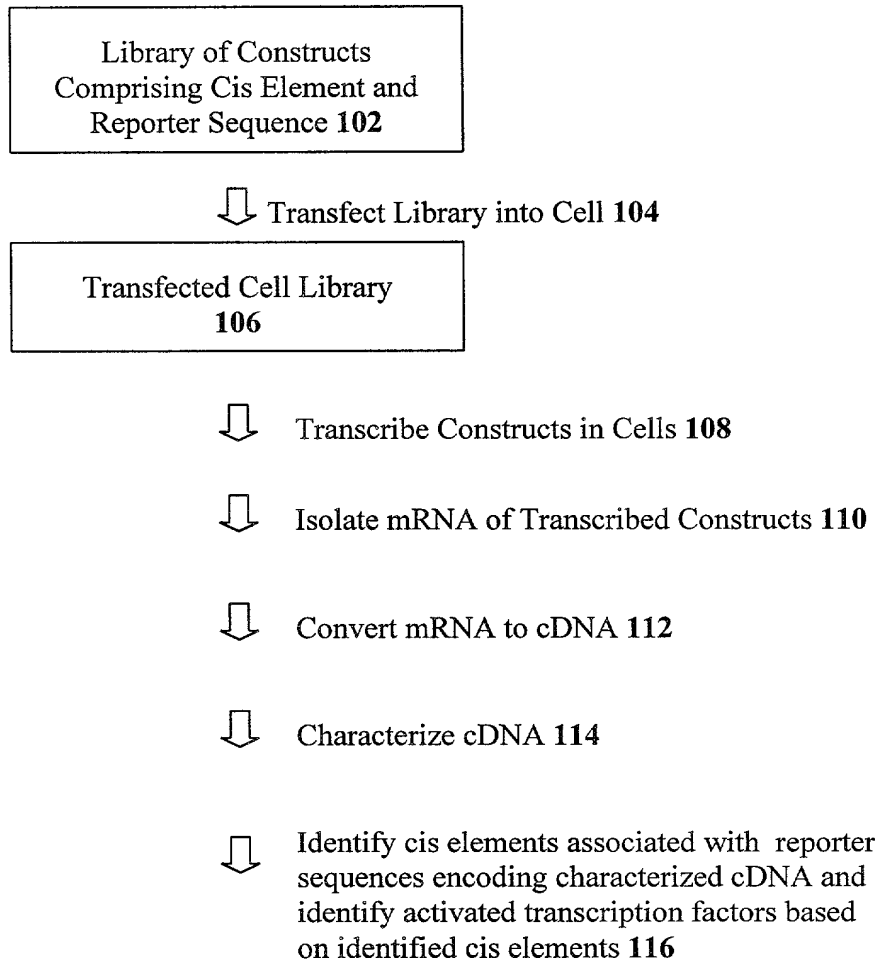 Library of Constructs
Comprising Cis Element and
Reporter Sequence 102
Transfect Library into Cell 104
Transfected Cell Library
106
Transcribe Constructs in Cells 108
Isolate mRNA of Transcribed Constructs 110
Convert mRNA to cDNA 112
Characterize cDNA 114
Identify cis elements associated with reporter
sequences encoding characterized cDNA and
identify activated transcription factors based
on identified cis elements 116